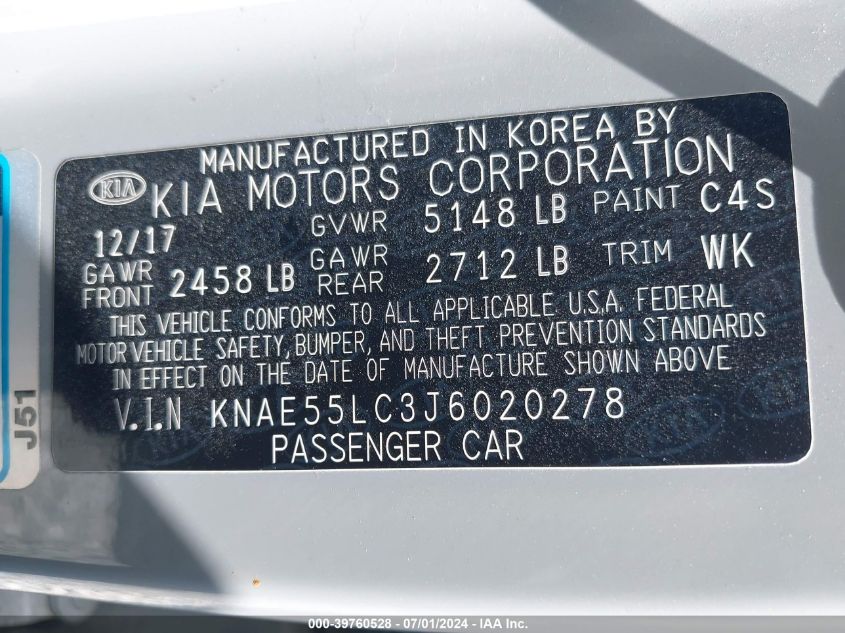 MANUFACTURED IN KOREA BY
KIA KIA MOTORS CORPORATION
12/17 GVWR 5148 LB PAINT C4S
GAWR FRONT 2458 LB GAWR REAR 2712 LB TRIM WK
THIS VEHICLE CONFORMS TO ALL APPLICABLE U.S.A. FEDERAL
MOTOR VEHICLE SAFETY, BUMPER, AND THEFT PREVENTION STANDARDS
IN EFFECT ON THE DATE OF MANUFACTURE SHOWN ABOVE
V.I.N KNAE55LC3J6020278
PASSENGER CAR
J51
000-39760528 - 07/01/2024 - IAA Inc.